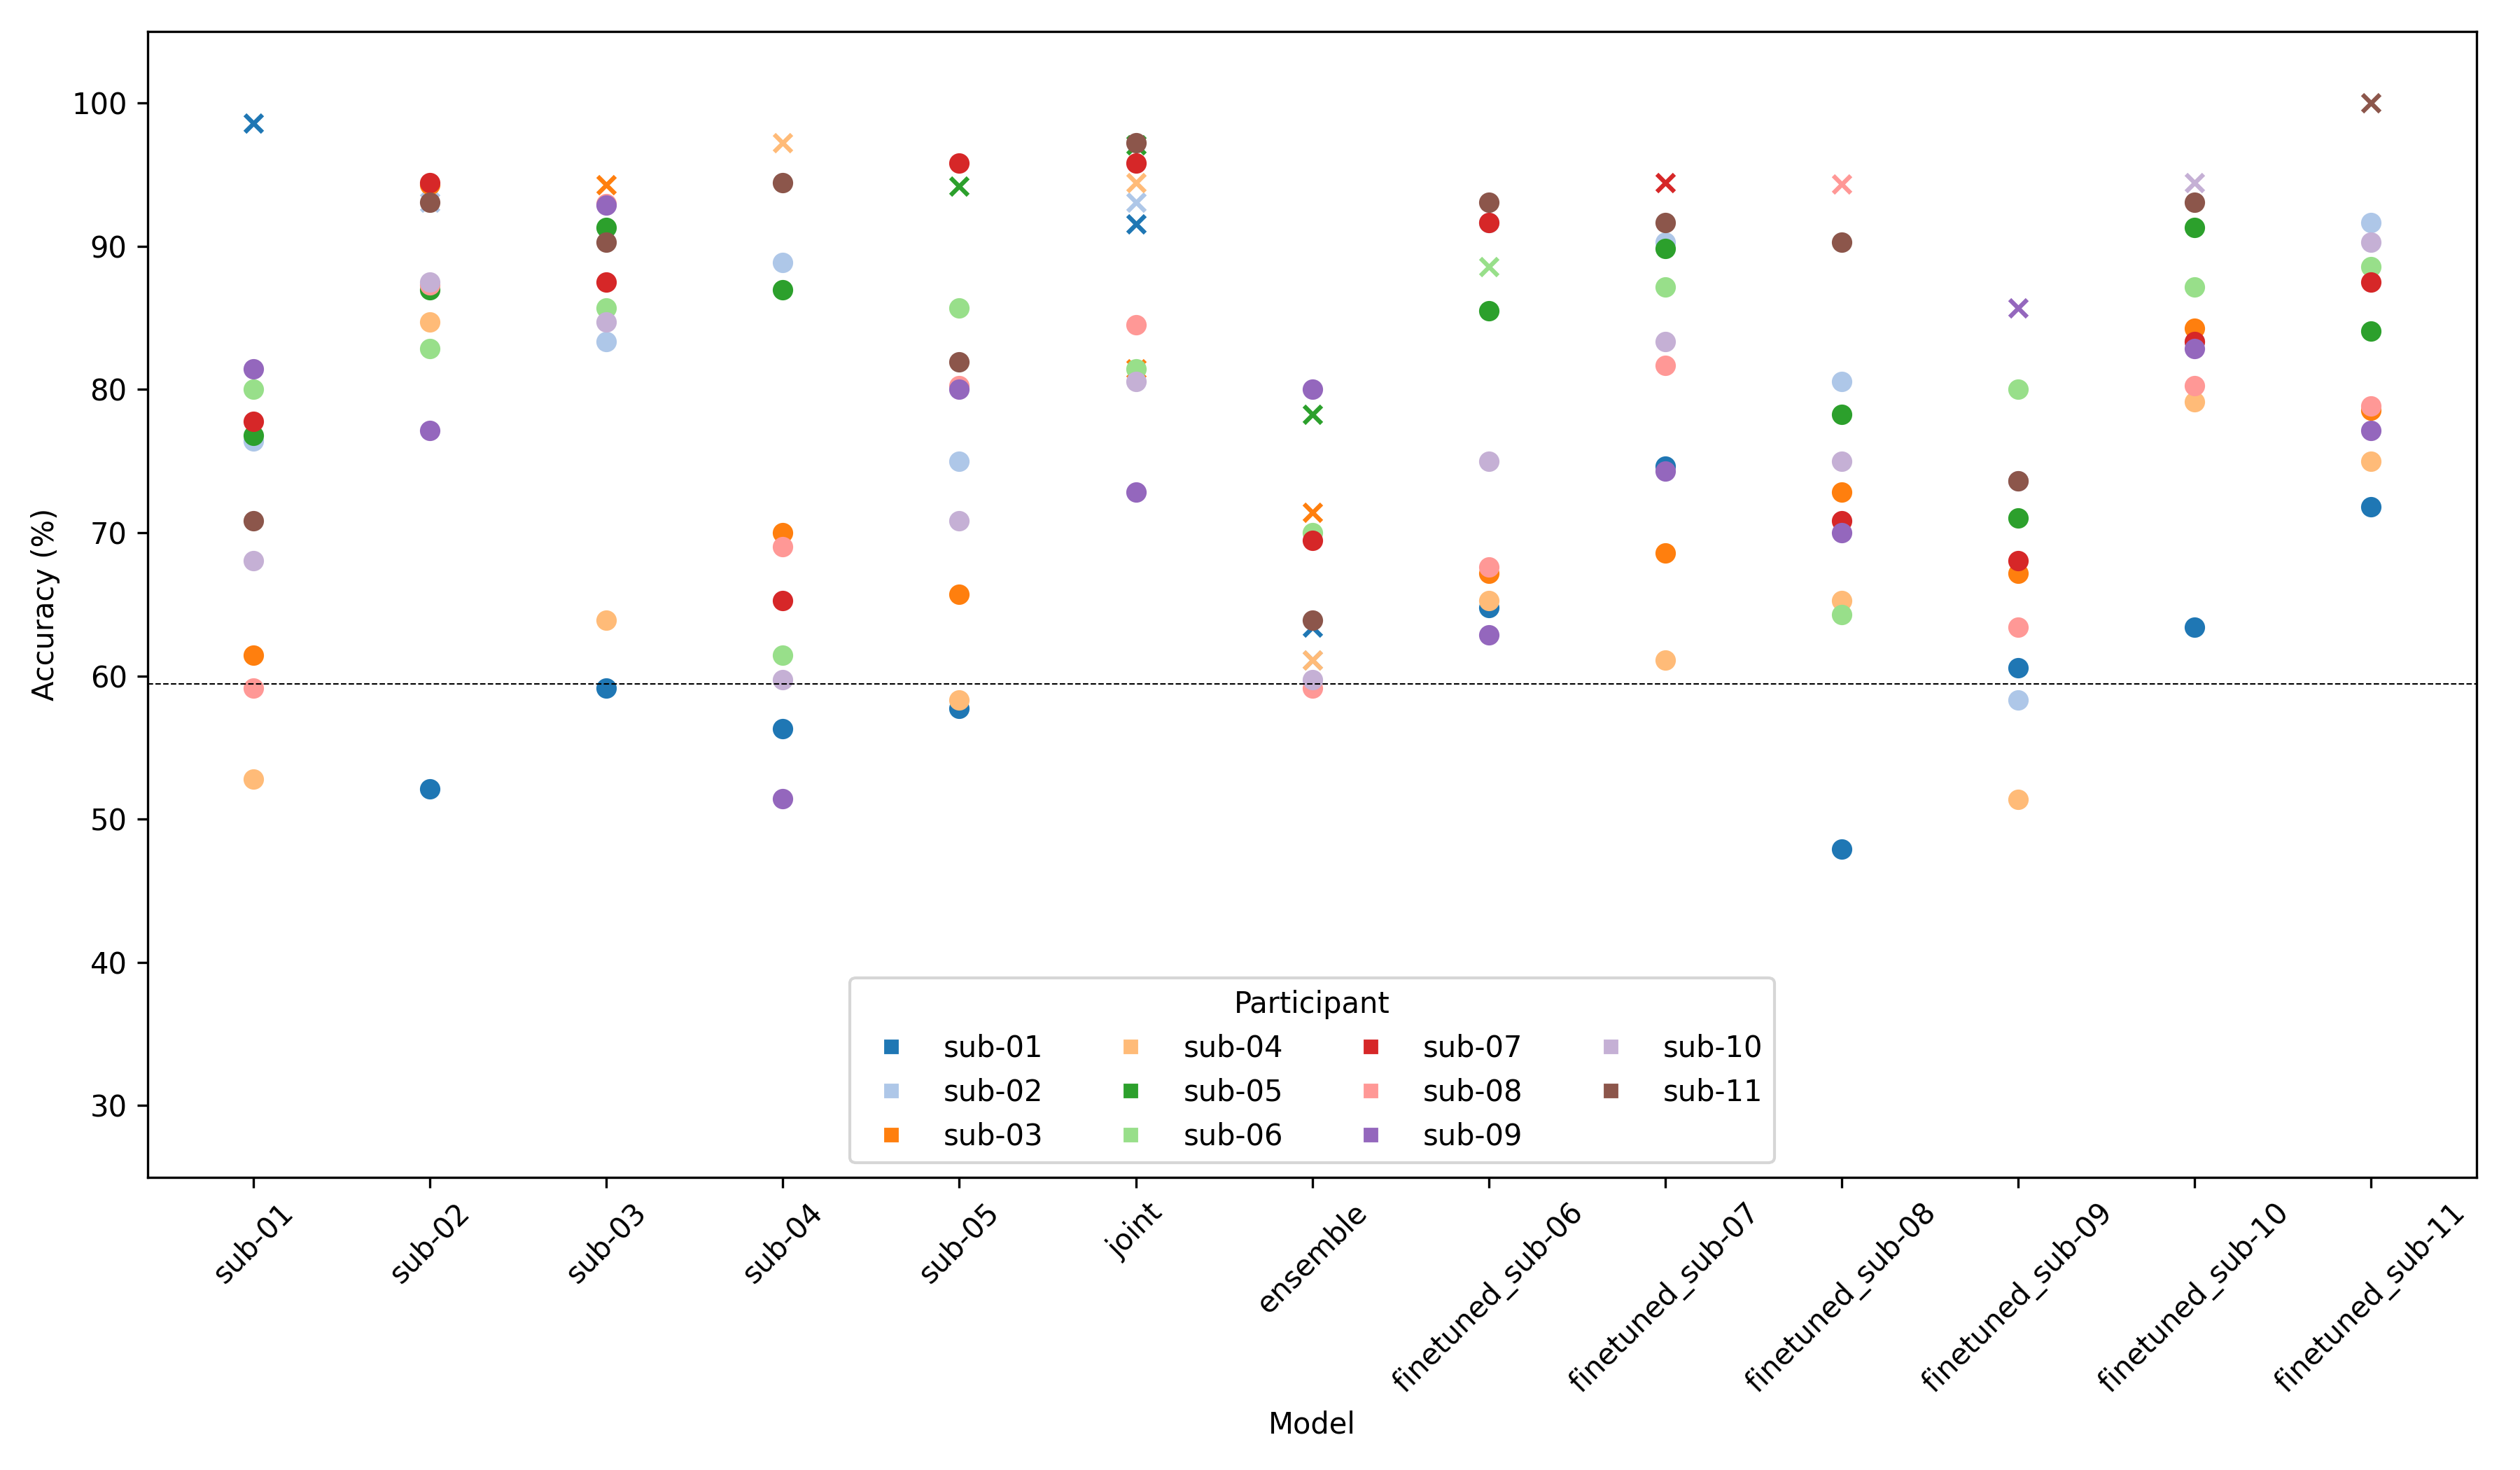 100
90
80
70
60
50
40
30
Accuracy (%)
Participant
sub-01 sub-04 sub-07 sub-10
sub-02 sub-05 sub-08 sub-11
sub-03 sub-06 sub-09
sub-01
sub-02
sub-03
sub-04
sub-05
joint
ensemble
finetuned_sub-06
finetuned_sub-07
finetuned_sub-08
finetuned_sub-09
finetuned_sub-10
finetuned_sub-11
Model